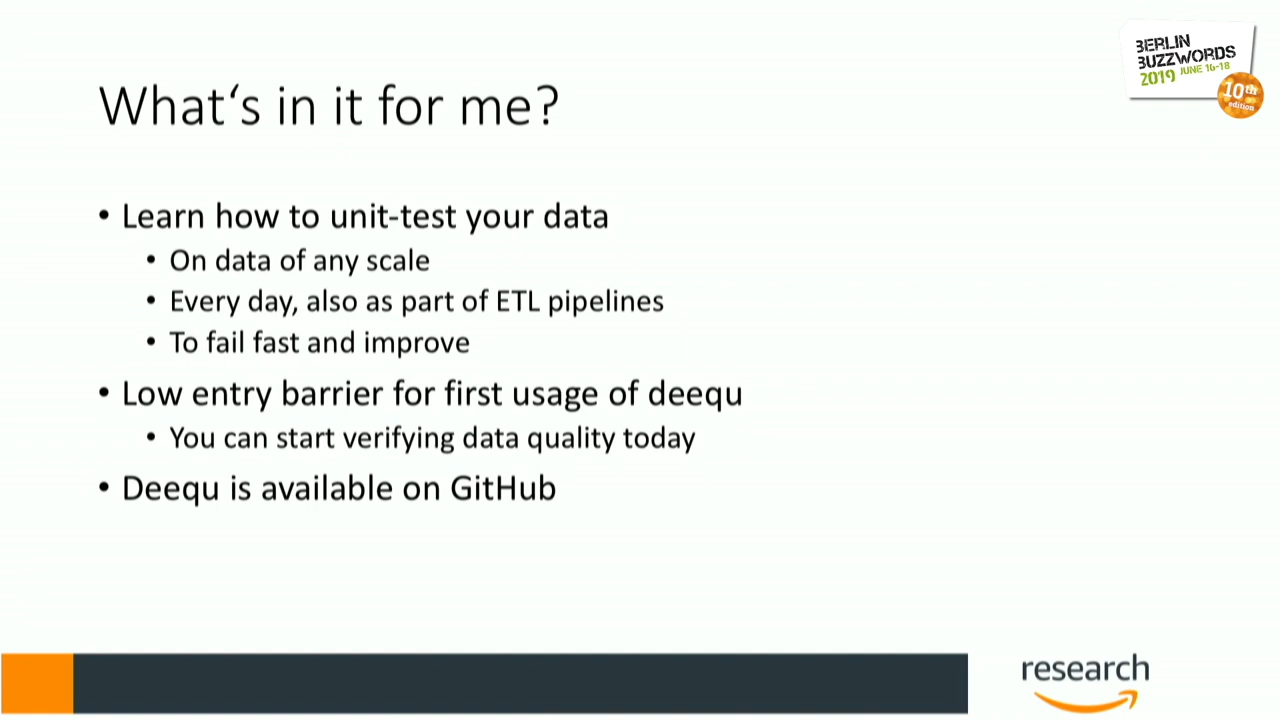 BERLIN
BUZZWORDS
2019 JUNE 16-18
10th
edition
What‘s in it for me?
• Learn how to unit-test your data
• On data of any scale
• Every day, also as part of ETL pipelines
• To fail fast and improve
• Low entry barrier for first usage of deequ
• You can start verifying data quality today
• Deequ is available on GitHub
research